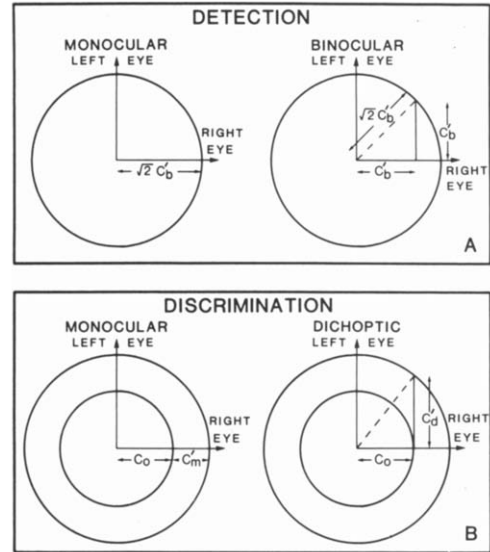 DETECTION
MONOCULAR
LEFT EYE
RIGHT
EYE
√2 C'b
BINOCULAR
LEFT EYE
√2 C'b
C'b
C'b
RIGHT
EYE
A
DISCRIMINATION
MONOCULAR
LEFT EYE
RIGHT
EYE
Co
C'm
DICHOPTIC
LEFT EYE
C'd
RIGHT
EYE
Co
B